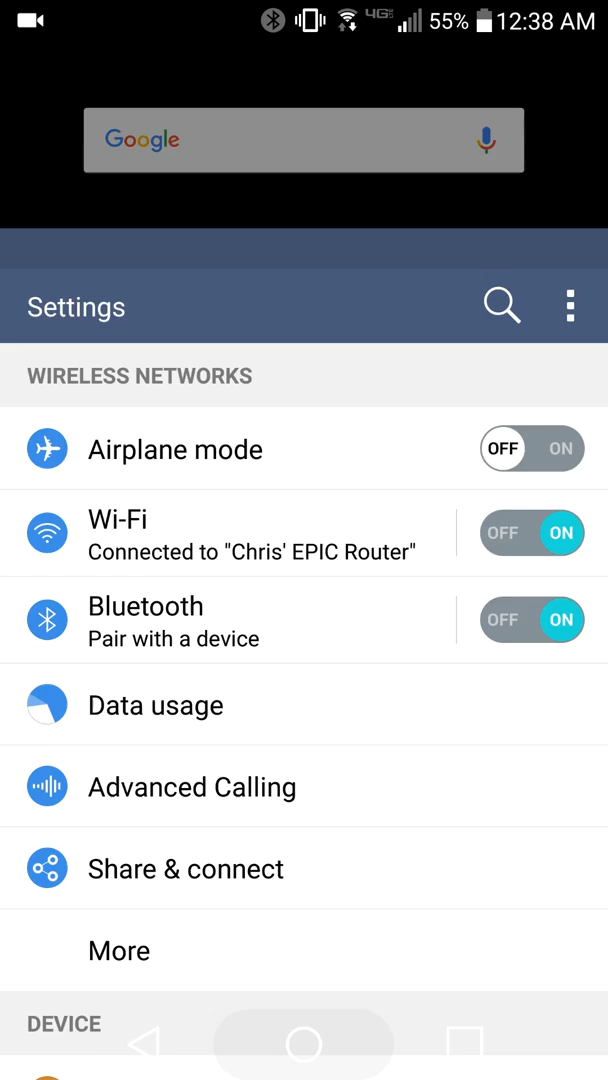 4G 55% 12:38 AM
Google
Settings
WIRELESS NETWORKS
Airplane mode OFF ON
Wi-Fi
Connected to "Chris' EPIC Router" OFF ON
Bluetooth
Pair with a device OFF ON
Data usage
Advanced Calling
Share & connect
More
DEVICE